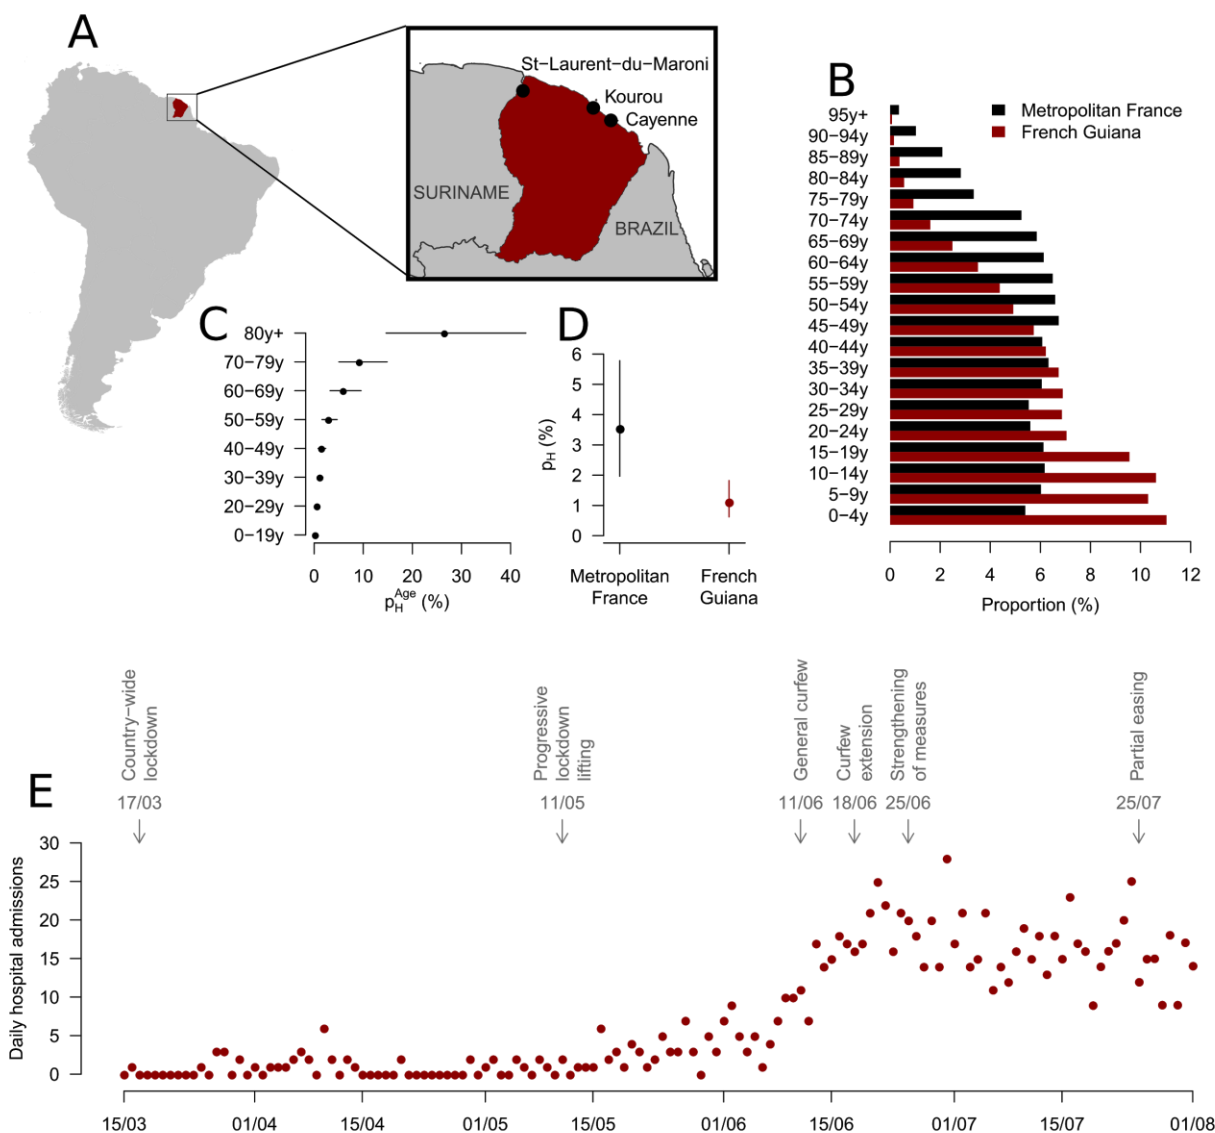 A
St−Laurent−du−Maroni
Kourou
Cayenne
SURINAME
BRAZIL
B
Metropolitan France
French Guiana
95y+
90−94y
85−89y
80−84y
75−79y
70−74y
65−69y
60−64y
55−59y
50−54y
45−49y
40−44y
35−39y
30−34y
25−29y
20−24y
15−19y
10−14y
5−9y
0−4y
0 2 4 6 8 10 12
Proportion (%)
C
80y+
70−79y
60−69y
50−59y
40−49y
30−39y
20−29y
0−19y
0 10 20 30 40
p_H^Age (%)
D
6
5
4
3
2
1
0
p_H (%)
Metropolitan
France
French
Guiana
E
Country−wide
lockdown
17/03
Progressive
lockdown
lifting
11/05
General curfew
11/06
Curfew
extension
18/06
Strengthening
of measures
25/06
Partial easing
25/07
Daily hospital admissions
30
25
20
15
10
5
0
15/03 01/04 15/04 01/05 15/05 01/06 15/06 01/07 15/07 01/08